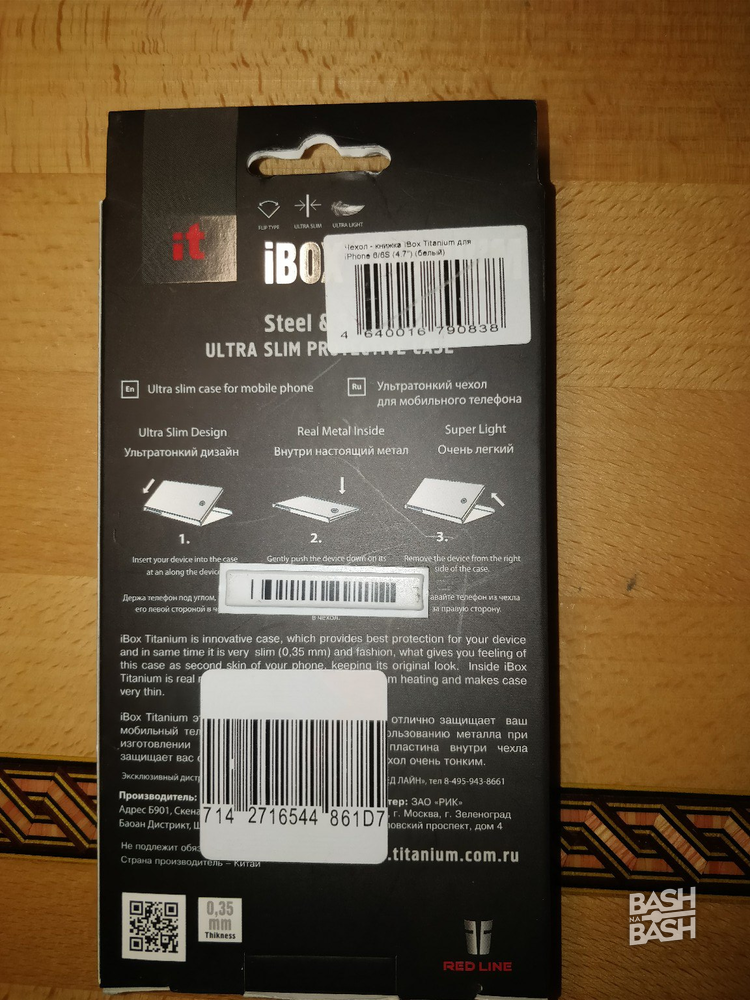 FLIP TYPE ULTRA SLIM ULTRA LIGHT
it
iBOX
Чехол - книжка iBox Titanium для
iPhone 6/6S (4.7") (белый)
4 640016 790838
Steel &
ULTRA SLIM PROTECTIVE CASE
En Ultra slim case for mobile phone
Ru Ультратонкий чехол
для мобильного телефона
Ultra Slim Design
Ультратонкий дизайн
Real Metal Inside
Внутри настоящий метал
Super Light
Очень легкий
1.
2.
3.
Insert your device into the case
at an along the device
Gently push the device down on its
Remove the device from the right
side of the case.
Держа телефон под углом,
его левой стороной в
в чехол.
телефон из чехла
за правую сторону.
iBox Titanium is innovative case, which provides best protection for your device
and in same time it is very slim (0,35 mm) and fashion, what gives you feeling of
this case as second skin of your phone, keeping its original look. Inside iBox
Titanium is real heating and makes case
very thin.
iBox Titanium отлично защищает ваш
мобильный металла при
изготовлении пластина внутри чехла
защищает вас очень тонким.
Эксклюзивный ЛАЙН», тел 8-495-943-8661
Производитель: ЗАО «РИК»
Адрес Б901, г. Москва, г. Зеленоград
Баоан Дистрикт, проспект, дом 4
Не подлежит
Страна производитель – Китай
.titanium.com.ru
714 2716544 861D7
0,35
mm
Thikness
RED LINE
BASH
НА
BASH